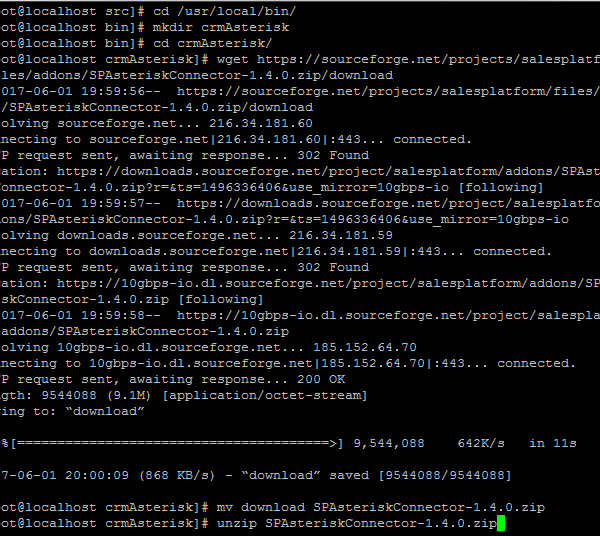 ot@localhost src]# cd /usr/local/bin/
ot@localhost bin]# mkdir crmAsterisk
ot@localhost bin]# cd crmAsterisk/
ot@localhost crmAsterisk]# wget https://sourceforge.net/projects/salesplatf
les/addons/SPAsteriskConnector-1.4.0.zip/download
017-06-01 19:59:56--  https://sourceforge.net/projects/salesplatform/files/
/SPAsteriskConnector-1.4.0.zip/download
olving sourceforge.net... 216.34.181.60
necting to sourceforge.net|216.34.181.60|:443... connected.
P request sent, awaiting response... 302 Found
cation: https://downloads.sourceforge.net/project/salesplatform/addons/SPAst
Connector-1.4.0.zip?r=&ts=1496336406&use_mirror=10gbps-io [following]
017-06-01 19:59:57--  https://downloads.sourceforge.net/project/salesplatfor
dons/SPAsteriskConnector-1.4.0.zip?r=&ts=1496336406&use_mirror=10gbps-io
olving downloads.sourceforge.net... 216.34.181.59
necting to downloads.sourceforge.net|216.34.181.59|:443... connected.
P request sent, awaiting response... 302 Found
cation: https://10gbps-io.dl.sourceforge.net/project/salesplatform/addons/SP
iskConnector-1.4.0.zip [following]
017-06-01 19:59:58--  https://10gbps-io.dl.sourceforge.net/project/salespla
addons/SPAsteriskConnector-1.4.0.zip
olving 10gbps-io.dl.sourceforge.net... 185.152.64.70
necting to 10gbps-io.dl.sourceforge.net|185.152.64.70|:443... connected.
P request sent, awaiting response... 200 OK
ngth: 9544088 (9.1M) [application/octet-stream]
ving to: “download”
%[=======================================>] 9,544,088    642K/s   in 11s
7-06-01 20:00:09 (868 KB/s) - “download” saved [9544088/9544088]
ot@localhost crmAsterisk]# mv download SPAsteriskConnector-1.4.0.zip
ot@localhost crmAsterisk]# unzip SPAsteriskConnector-1.4.0.zip